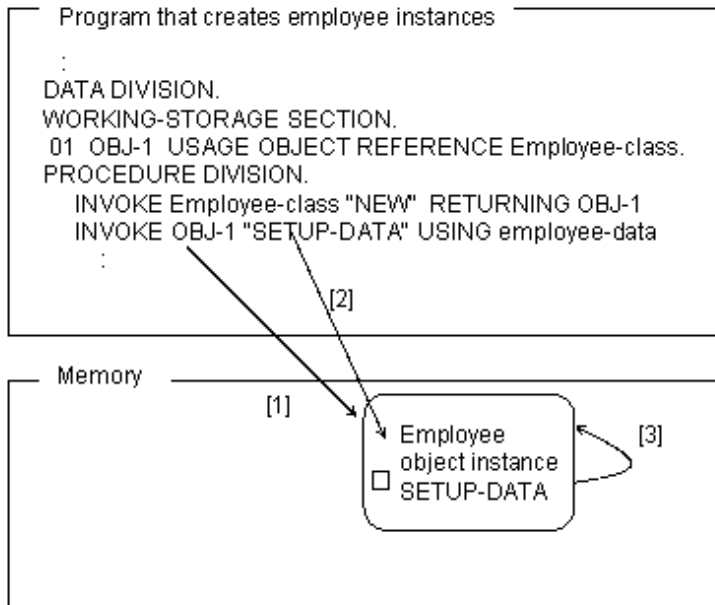 Program that creates employee instances
:
DATA DIVISION.
WORKING-STORAGE SECTION.
01 OBJ-1 USAGE OBJECT REFERENCE Employee-class.
PROCEDURE DIVISION.
INVOKE Employee-class "NEW" RETURNING OBJ-1
INVOKE OBJ-1 "SETUP-DATA" USING employee-data
:
[2]
Memory
[1]
[3]
Employee
object instance
SETUP-DATA